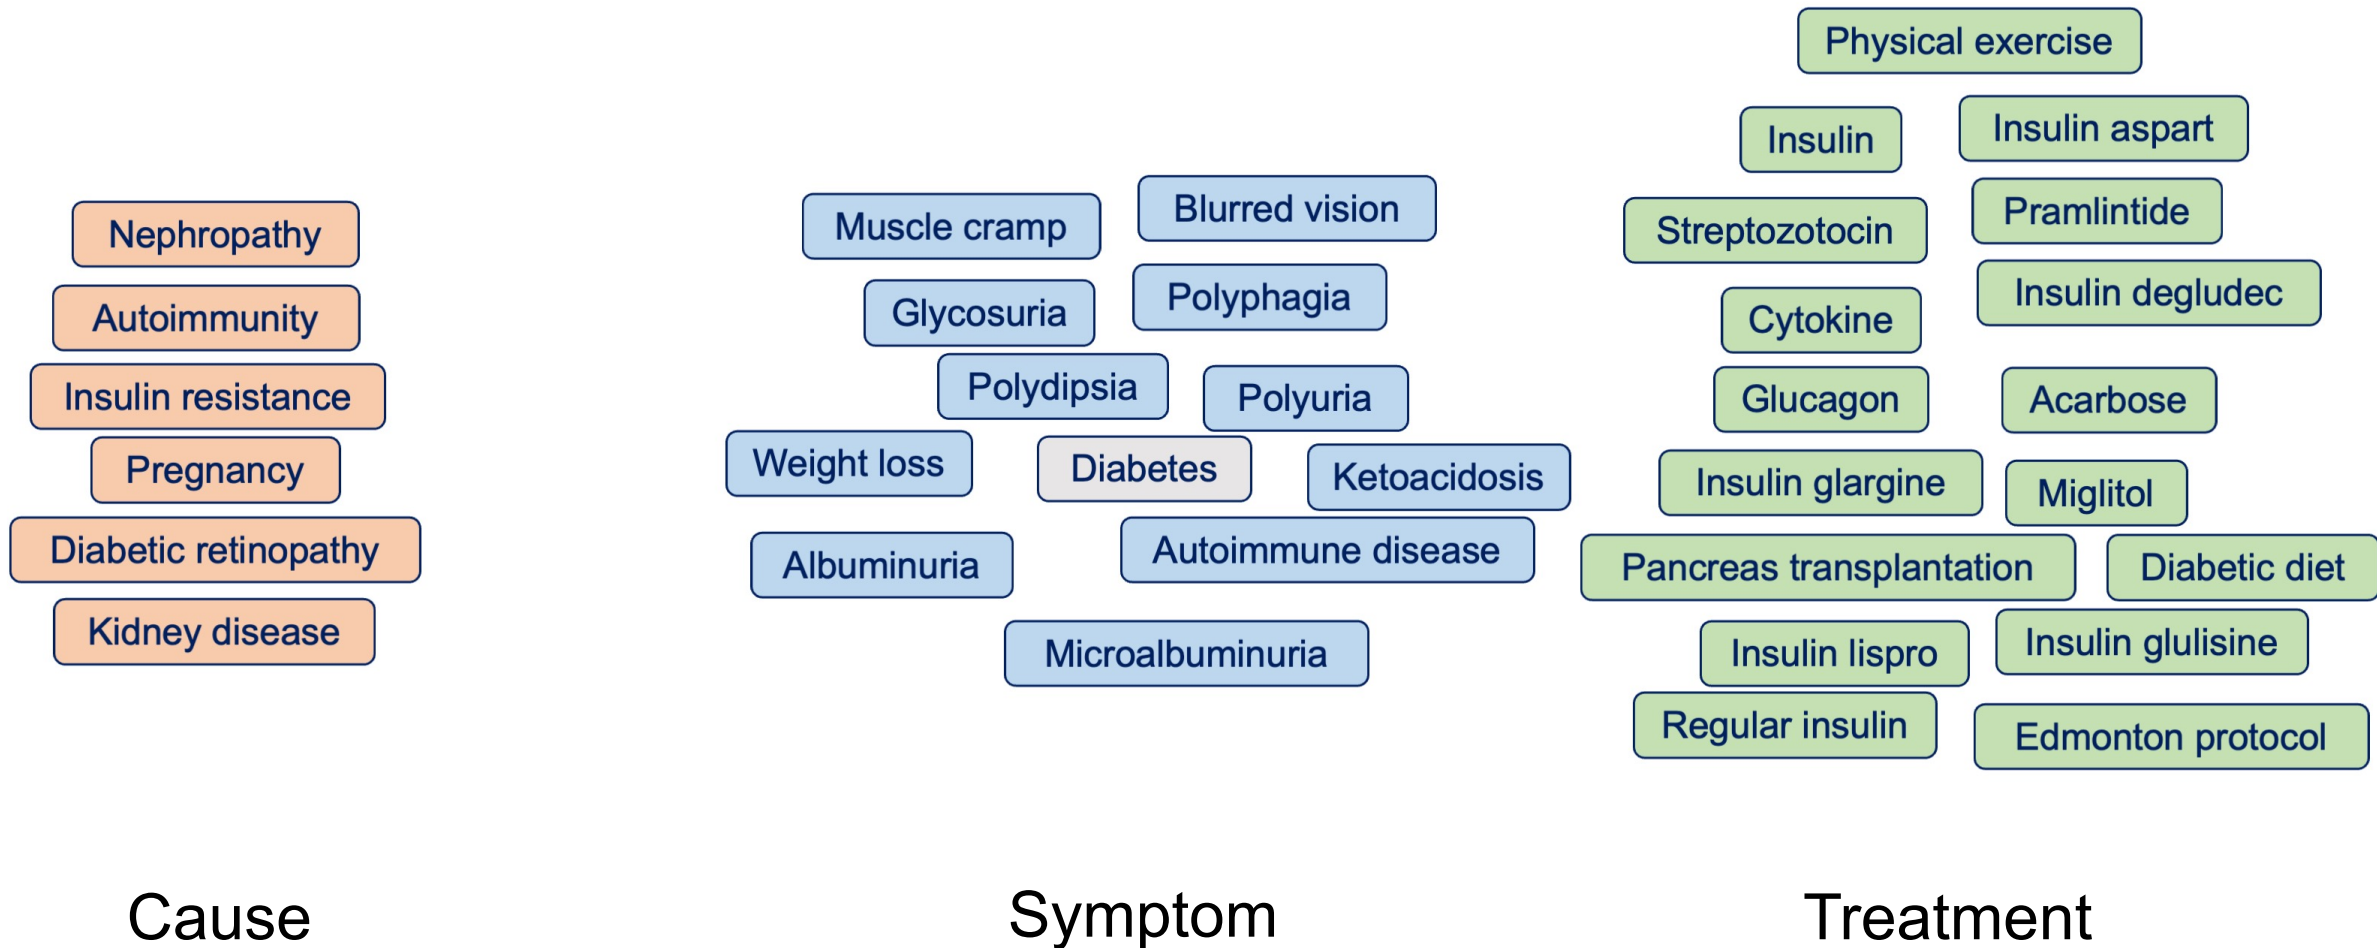 Nephropathy
Autoimmunity
Insulin resistance
Pregnancy
Diabetic retinopathy
Kidney disease
Cause
Muscle cramp
Blurred vision
Glycosuria
Polyphagia
Polydipsia
Polyuria
Weight loss
Diabetes
Ketoacidosis
Albuminuria
Autoimmune disease
Microalbuminuria
Symptom
Physical exercise
Insulin
Insulin aspart
Streptozotocin
Pramlintide
Cytokine
Insulin degludec
Glucagon
Acarbose
Insulin glargine
Miglitol
Pancreas transplantation
Diabetic diet
Insulin lispro
Insulin glulisine
Regular insulin
Edmonton protocol
Treatment